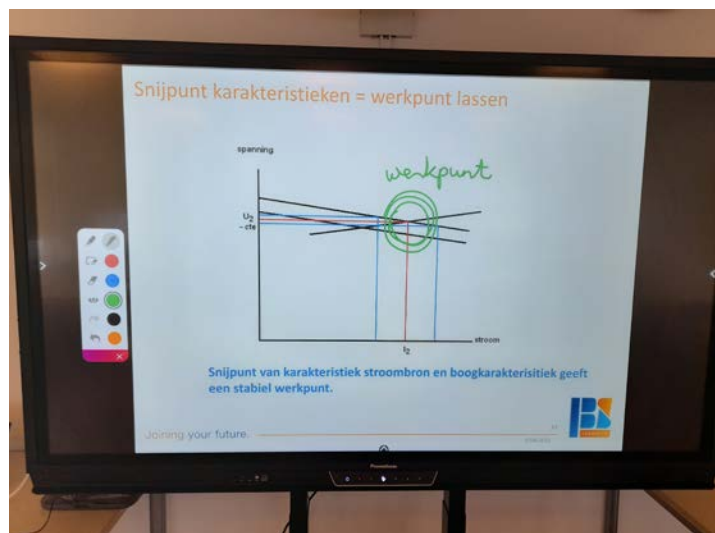 Snijpunt karakteristieken = werkpunt lassen
spanning
werkpunt
U2
~ cte
stroom
I2
Snijpunt van karakteristiek stroombron en boogkarakterisitiek geeft
een stabiel werkpunt.
Joining your future.